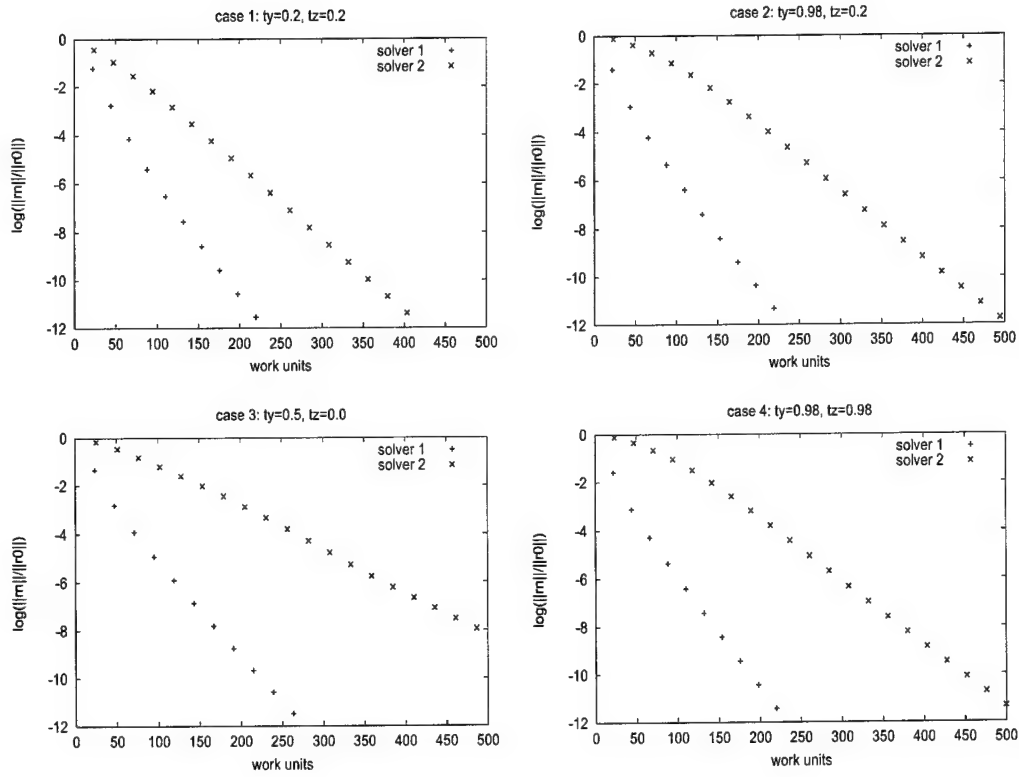 case 1: ty=0.2, tz=0.2
solver 1 +
solver 2 ×
0
-2
-4
-6
-8
-10
-12
log(||rn||/||r0||)
0 50 100 150 200 250 300 350 400 450 500
work units
case 2: ty=0.98, tz=0.2
solver 1 +
solver 2 ×
0
-2
-4
-6
-8
-10
-12
log(||rn||/||r0||)
0 50 100 150 200 250 300 350 400 450 500
work units
case 3: ty=0.5, tz=0.0
solver 1 +
solver 2 ×
0
-2
-4
-6
-8
-10
-12
log(||rn||/||r0||)
0 50 100 150 200 250 300 350 400 450 500
work units
case 4: ty=0.98, tz=0.98
solver 1 +
solver 2 ×
0
-2
-4
-6
-8
-10
-12
log(||rn||/||r0||)
0 50 100 150 200 250 300 350 400 450 500
work units